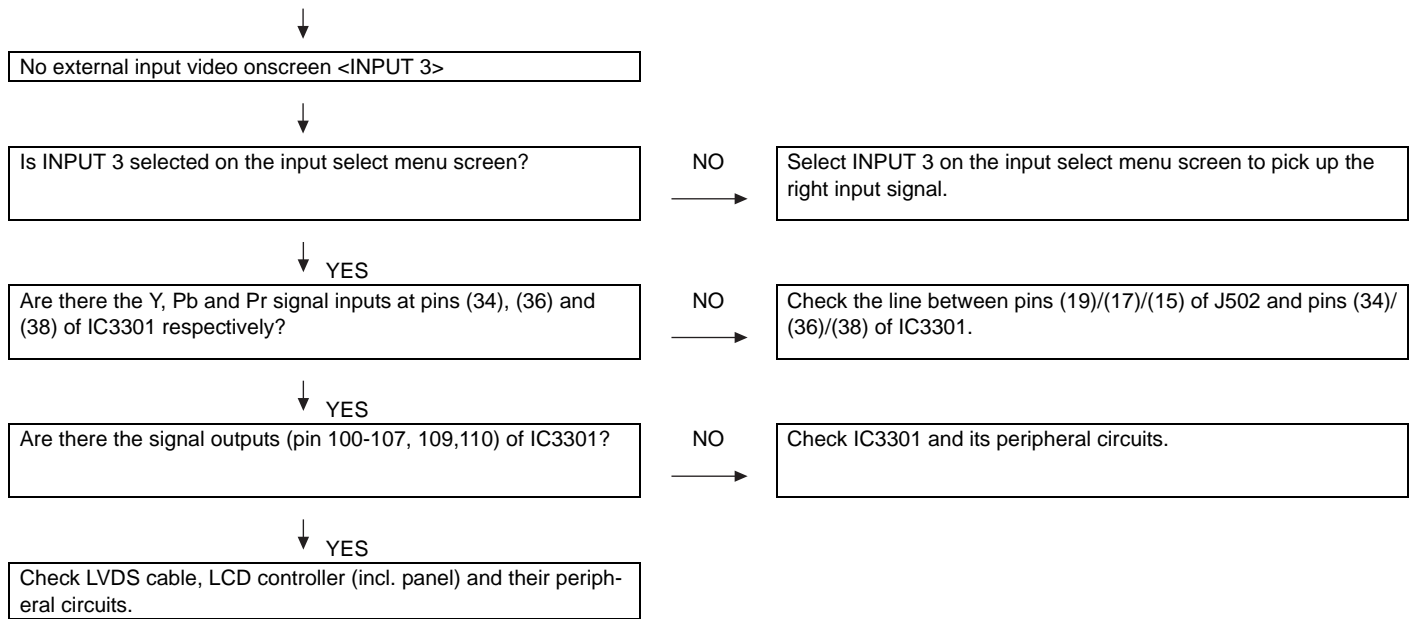 No external input video onscreen <INPUT 3>
Is INPUT 3 selected on the input select menu screen?
NO
Select INPUT 3 on the input select menu screen to pick up the
right input signal.
YES
Are there the Y, Pb and Pr signal inputs at pins (34), (36) and
(38) of IC3301 respectively?
NO
Check the line between pins (19)/(17)/(15) of J502 and pins (34)/
(36)/(38) of IC3301.
YES
Are there the signal outputs (pin 100-107, 109,110) of IC3301?
NO
Check IC3301 and its peripheral circuits.
YES
Check LVDS cable, LCD controller (incl. panel) and their periph-
eral circuits.